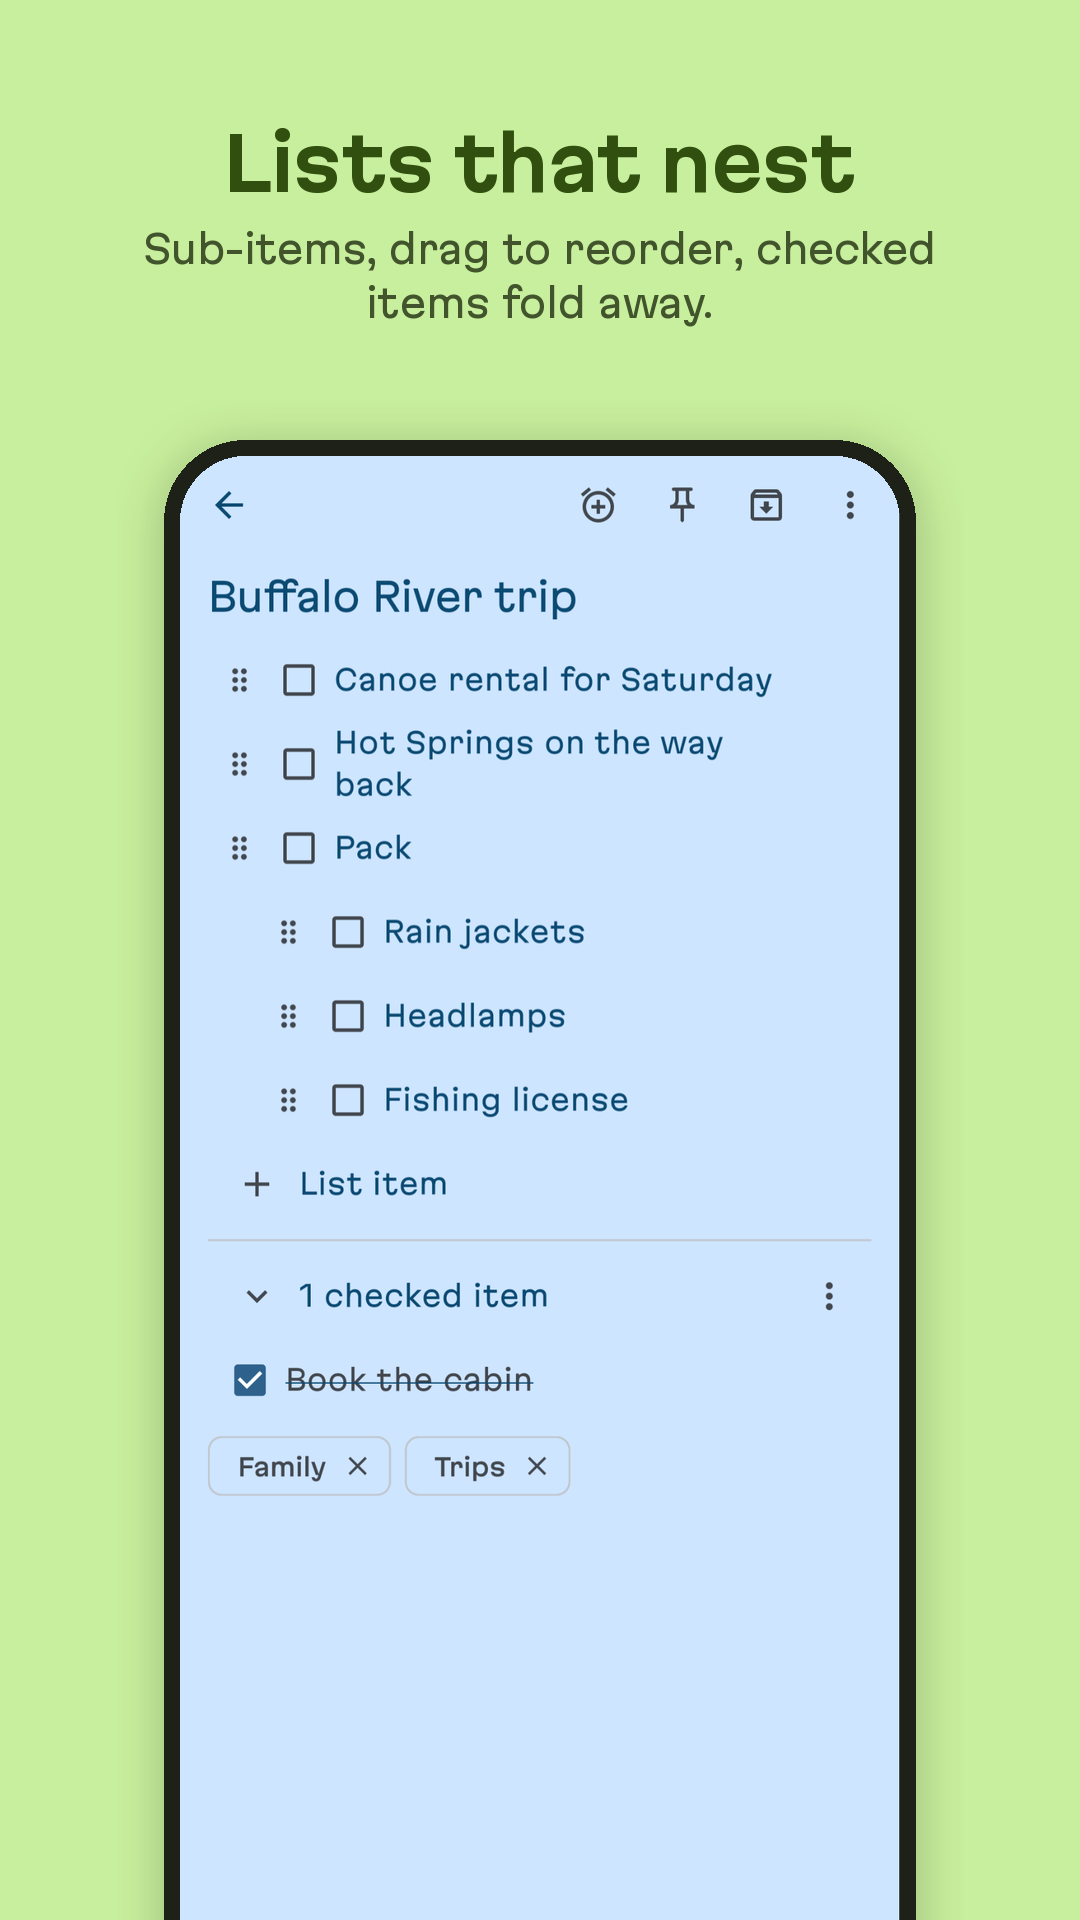 Lists that nest
Sub-items, drag to reorder, checked
items fold away.
Buffalo River trip
Canoe rental for Saturday
Hot Springs on the way
back
Pack
Rain jackets
Headlamps
Fishing license
List item
1 checked item
Book the cabin
Family
Trips